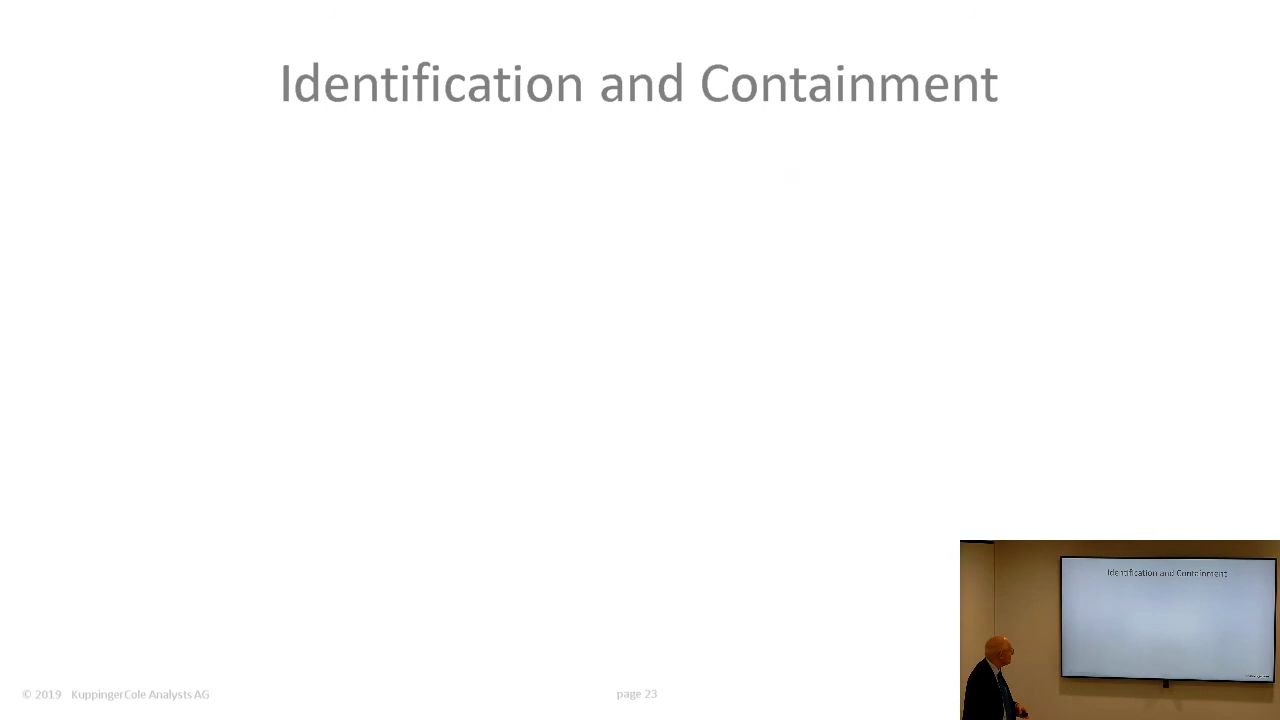 Identification and Containment
© 2019 KuppingerCole Analysts AG
page 23
Identification and Containment